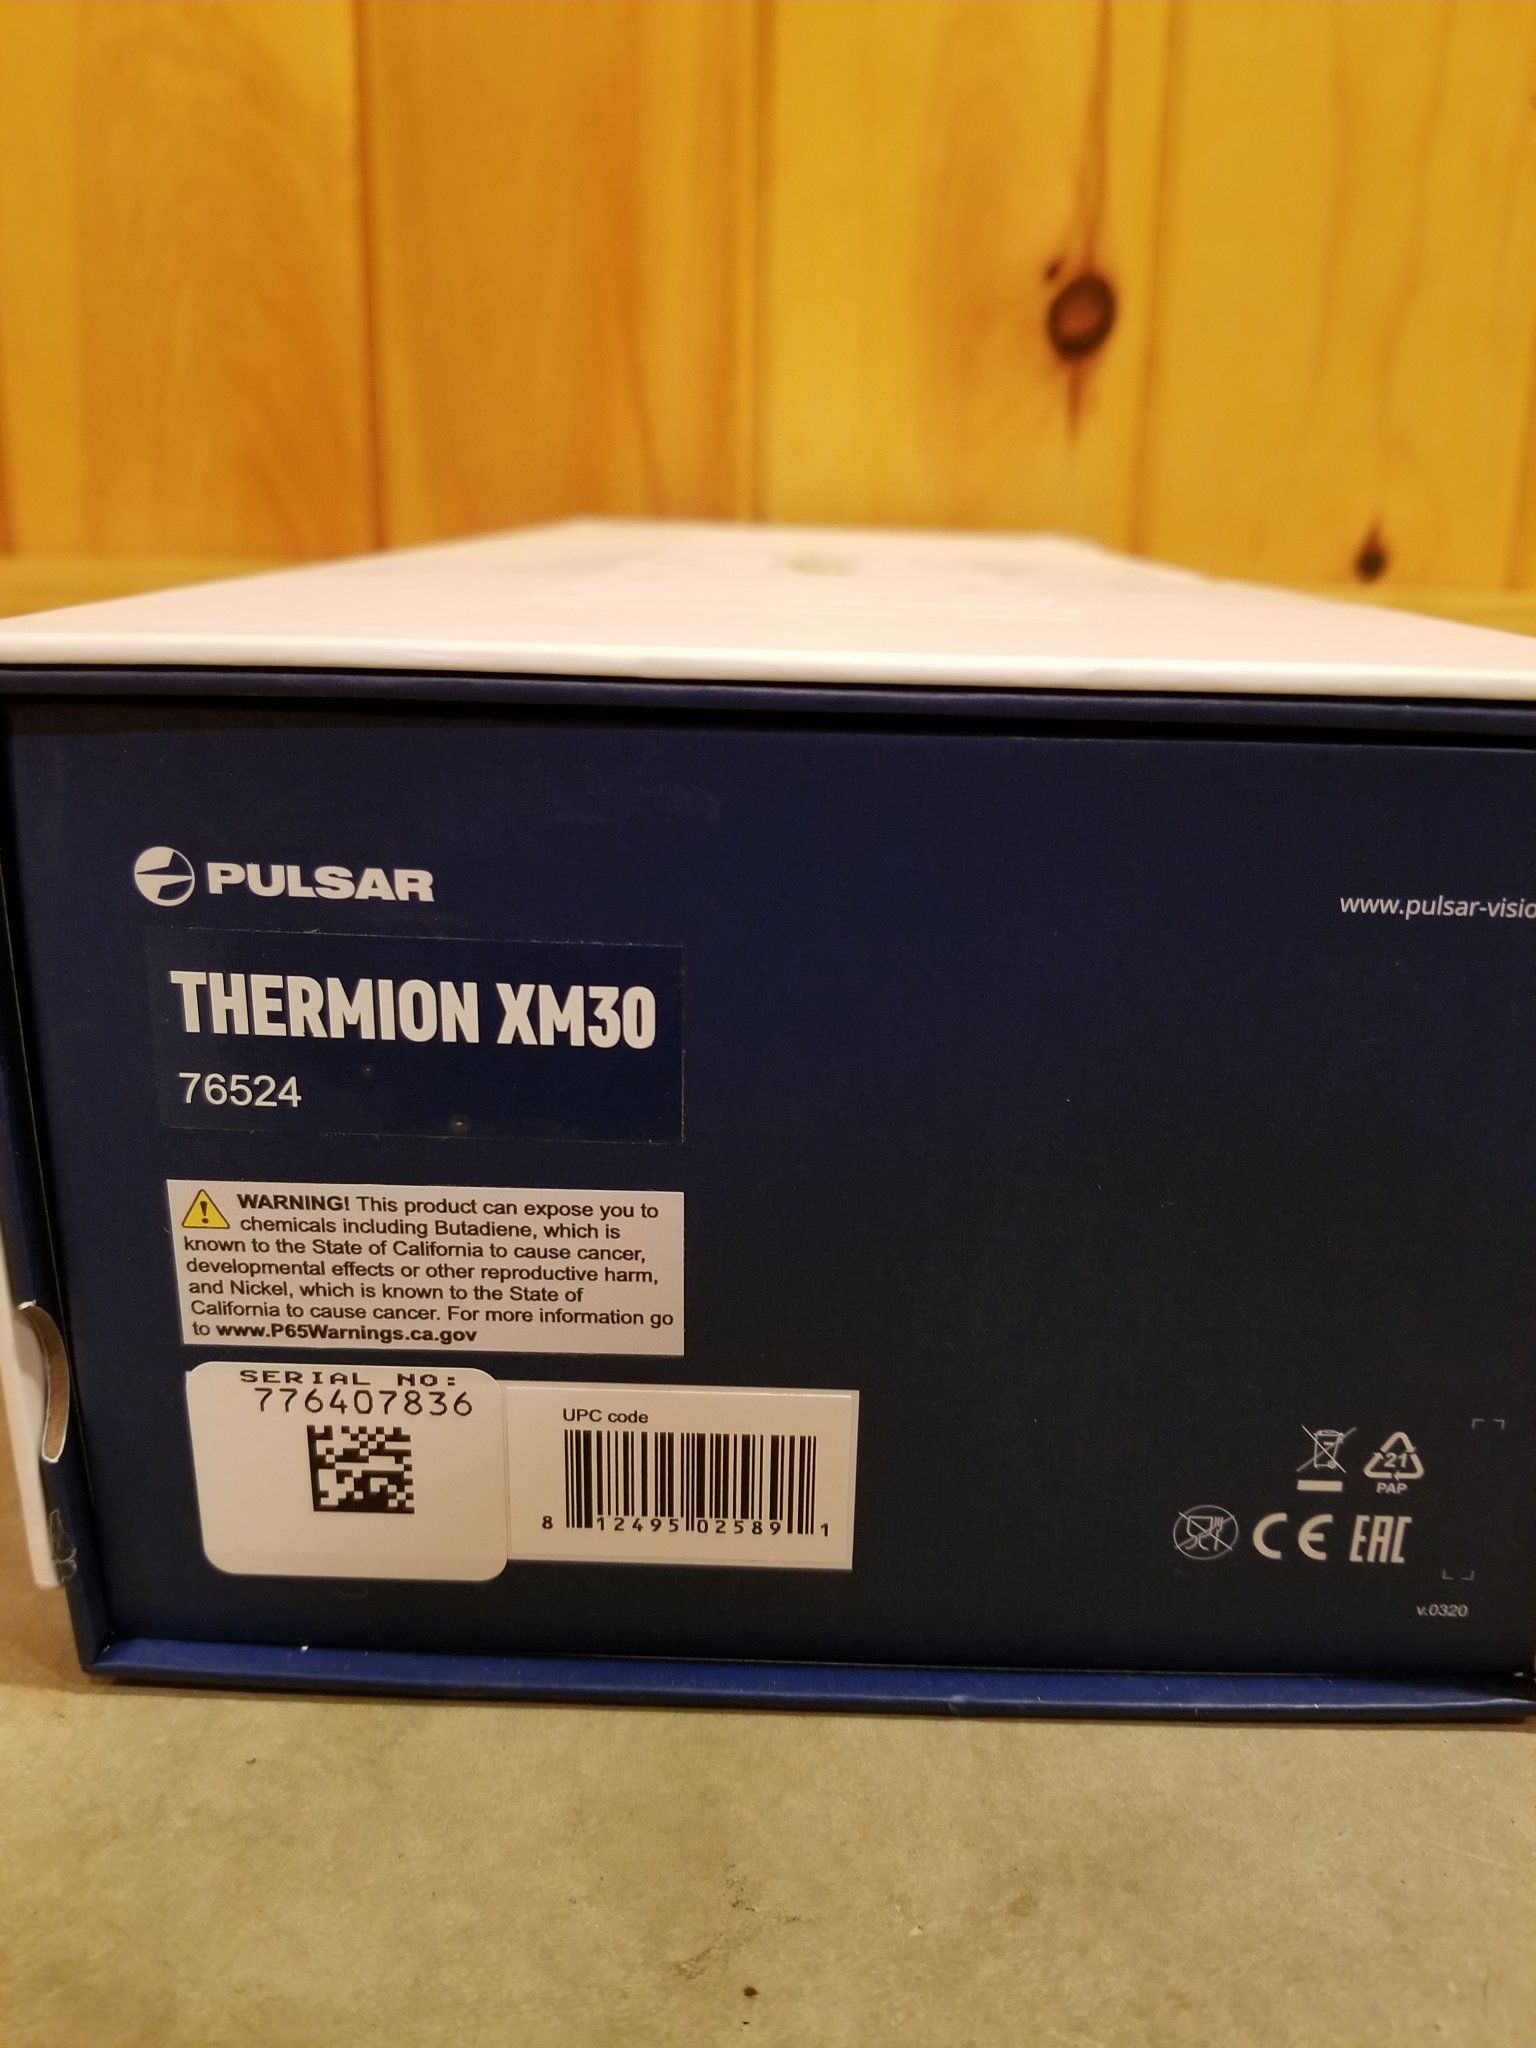 PULSAR
www.pulsar-visio
THERMION XM30
76524
WARNING! This product can expose you to
chemicals including Butadiene, which is
known to the State of California to cause cancer,
developmental effects or other reproductive harm,
and Nickel, which is known to the State of
California to cause cancer. For more information go
to www.P65Warnings.ca.gov
SERIAL NO:
776407836
UPC code
8 12495 02589 1
21
PAP
CE EAC
v.0320